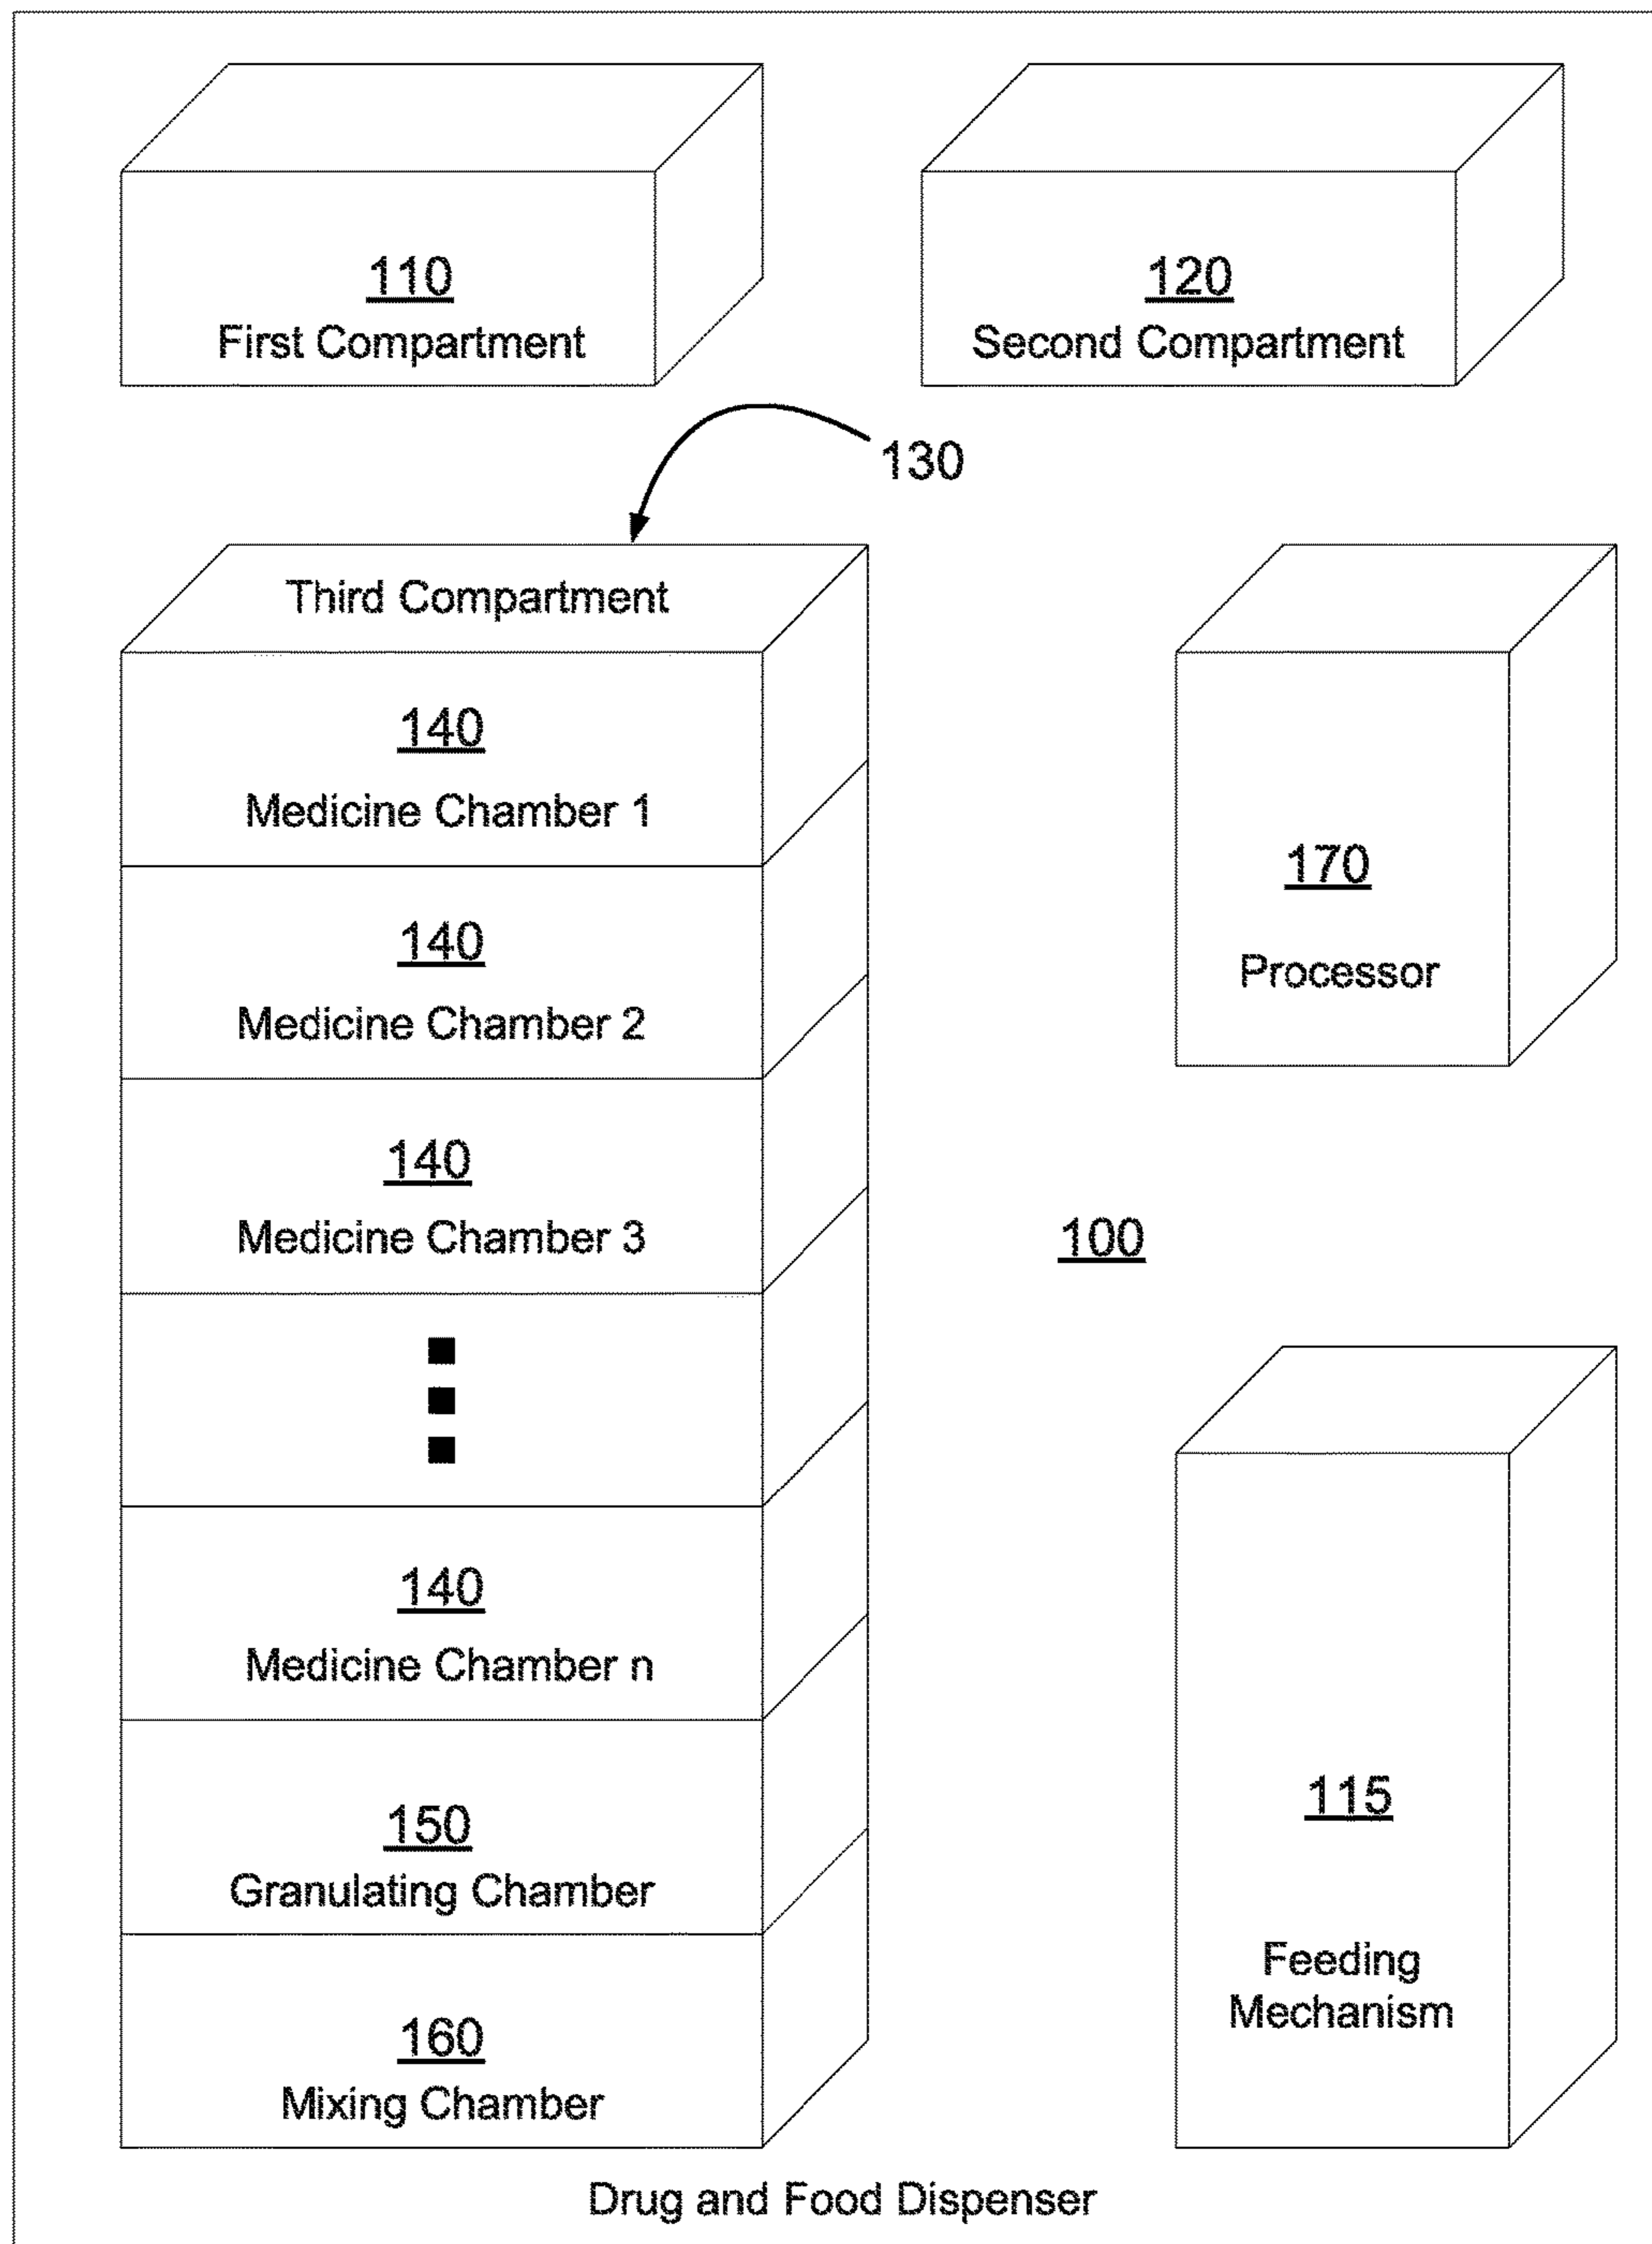 110
First Compartment
120
Second Compartment
130
Third Compartment
140
Medicine Chamber 1
140
Medicine Chamber 2
140
Medicine Chamber 3
140
Medicine Chamber n
150
Granulating Chamber
160
Mixing Chamber
170
Processor
100
115
Feeding
Mechanism
Drug and Food Dispenser